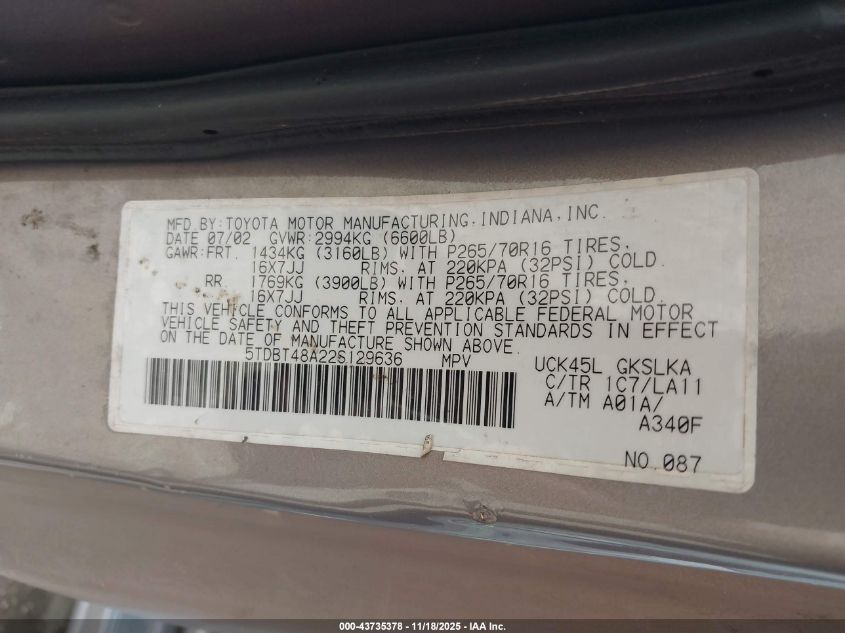 MFD.BY:TOYOTA MOTOR MANUFACTURING.INDIANA,INC.
DATE 07/02 GVWR:2994KG (6600LB)
GAWR:FRT. 1434KG (3160LB) WITH P265/70R16 TIRES,
16X7JJ RIMS. AT 220KPA (32PSI) COLD.
RR. 1769KG (3900LB) WITH P265/70R16 TIRES,
16X7JJ RIMS. AT 220KPA (32PSI) COLD.
THIS VEHICLE CONFORMS TO ALL APPLICABLE FEDERAL MOTOR
VEHICLE SAFETY AND THEFT PREVENTION STANDARDS IN EFFECT
ON THE DATE OF MANUFACTURE SHOWN ABOVE.
5TDBT48A22S129636 MPV UCK45L GKSLKA
C/TR 1C7/LA11
A/TM A01A/
A340F
NO.087
000-43735378 - 11/18/2025 - IAA Inc.